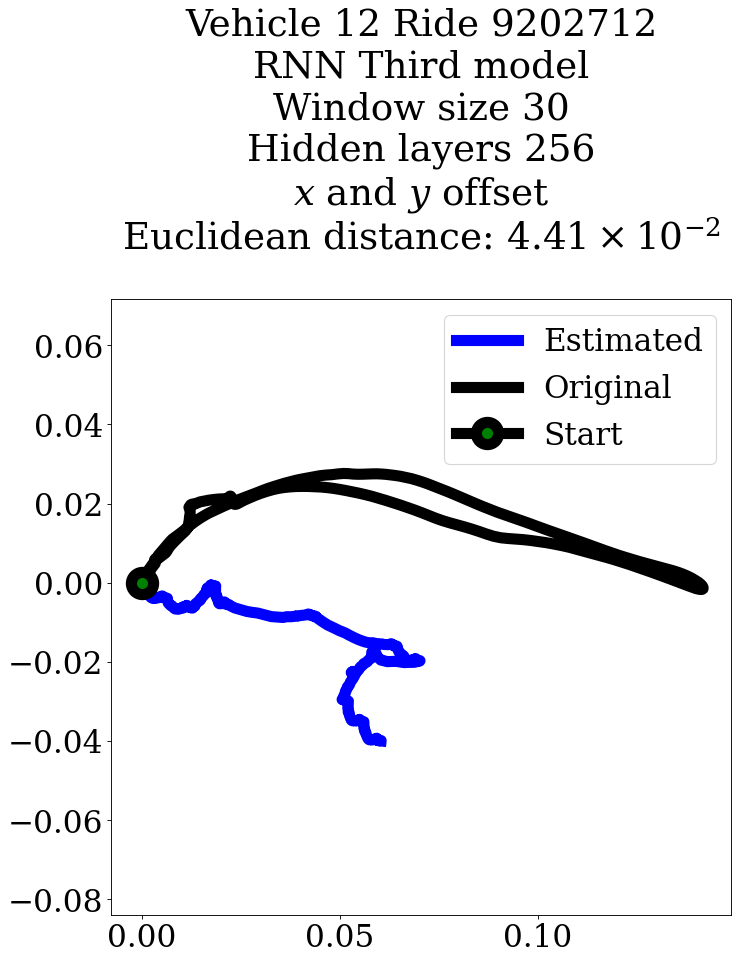 Vehicle 12 Ride 9202712
RNN Third model
Window size 30
Hidden layers 256
x and y offset
Euclidean distance: 4.41 × 10⁻²
Estimated
Original
Start
0.06
0.04
0.02
0.00
−0.02
−0.04
−0.06
−0.08
0.00 0.05 0.10